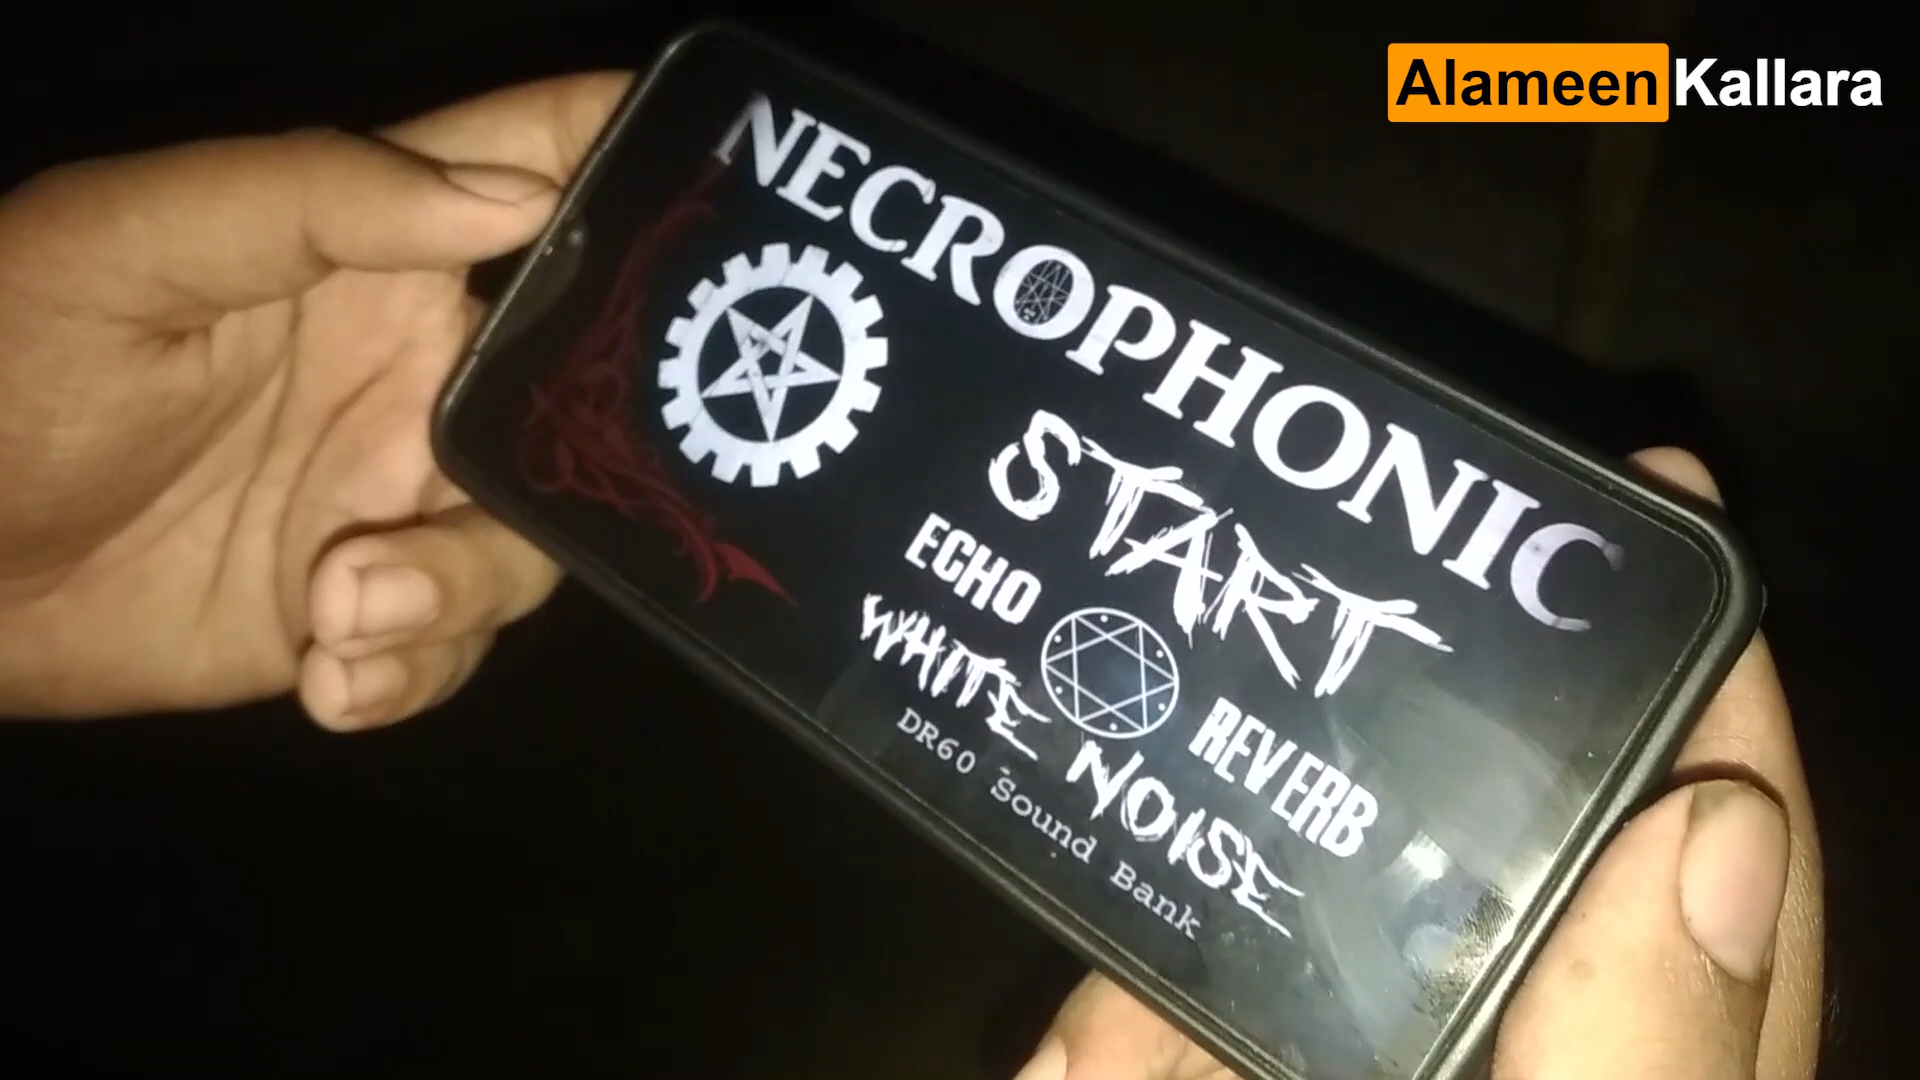 Alameen Kallara
NECROPHONIC
START
ECHO
REVERB
WHITE NOISE
DR60 Sound Bank